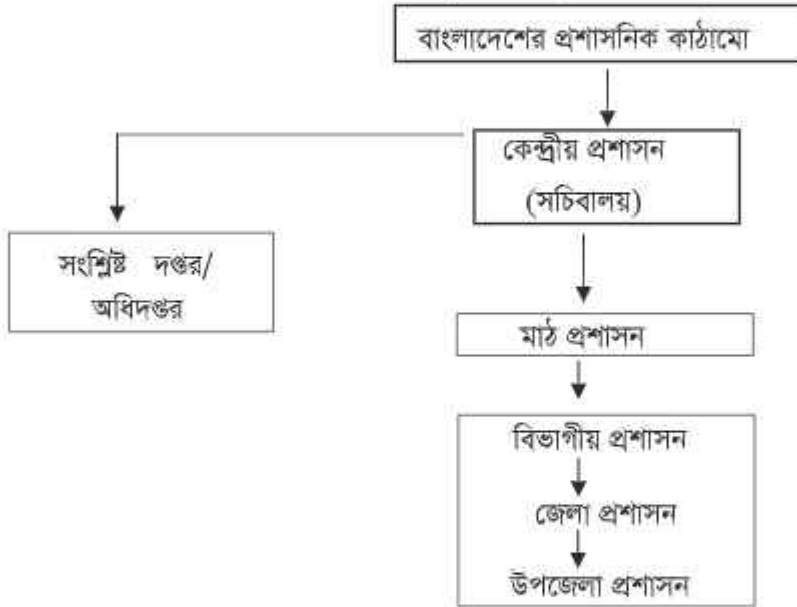 বাংলাদেশের প্রশাসনিক কাঠামো
কেন্দ্রীয় প্রশাসন
(সচিবালয়)
সংশ্লিষ্ট দপ্তর/
অধিদপ্তর
মাঠ প্রশাসন
বিভাগীয় প্রশাসন
জেলা প্রশাসন
উপজেলা প্রশাসন